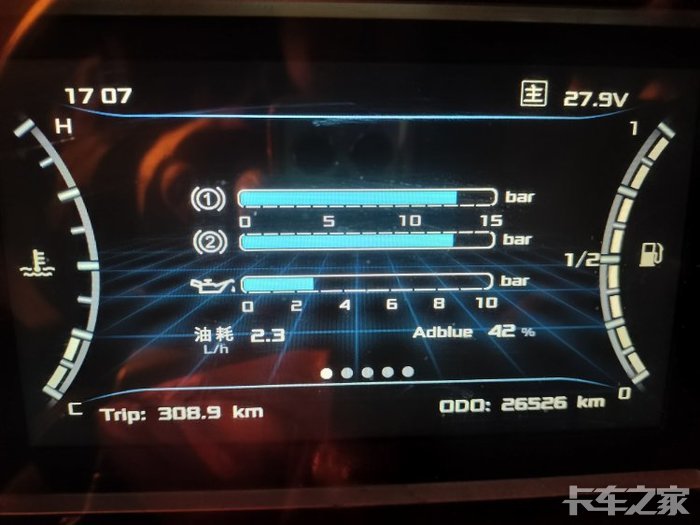 17 07
主 27.9V
H
1
1 bar
0 5 10 15
2 bar
1/2
bar
0 2 4 6 8 10
油耗 2.3
L/h
Adblue 42 %
C
0
Trip: 308.9 km
ODO: 26526 km
卡车之家